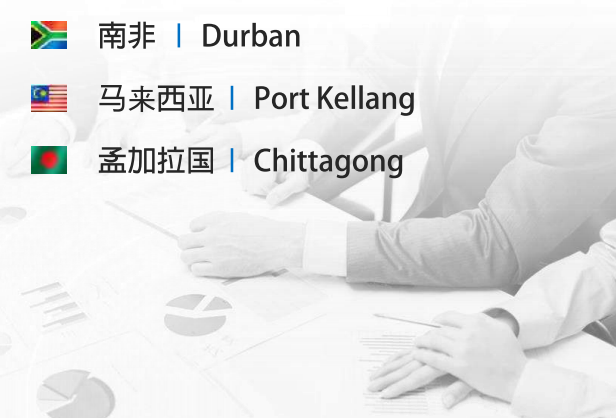 南非 | Durban
马来西亚 | Port Kellang
孟加拉国 | Chittagong